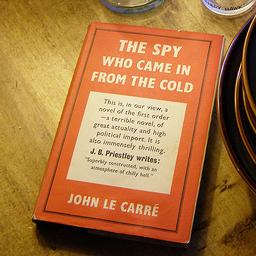 THE SPY
WHO CAME IN
FROM THE COLD
This is, in our view, a
novel of the first order
—a terrible novel, of
great actuality and high
political import. It is
also immensely thrilling.
J. B. Priestley writes:
"Superbly constructed, with an
atmosphere of chilly hell."
JOHN LE CARRÉ